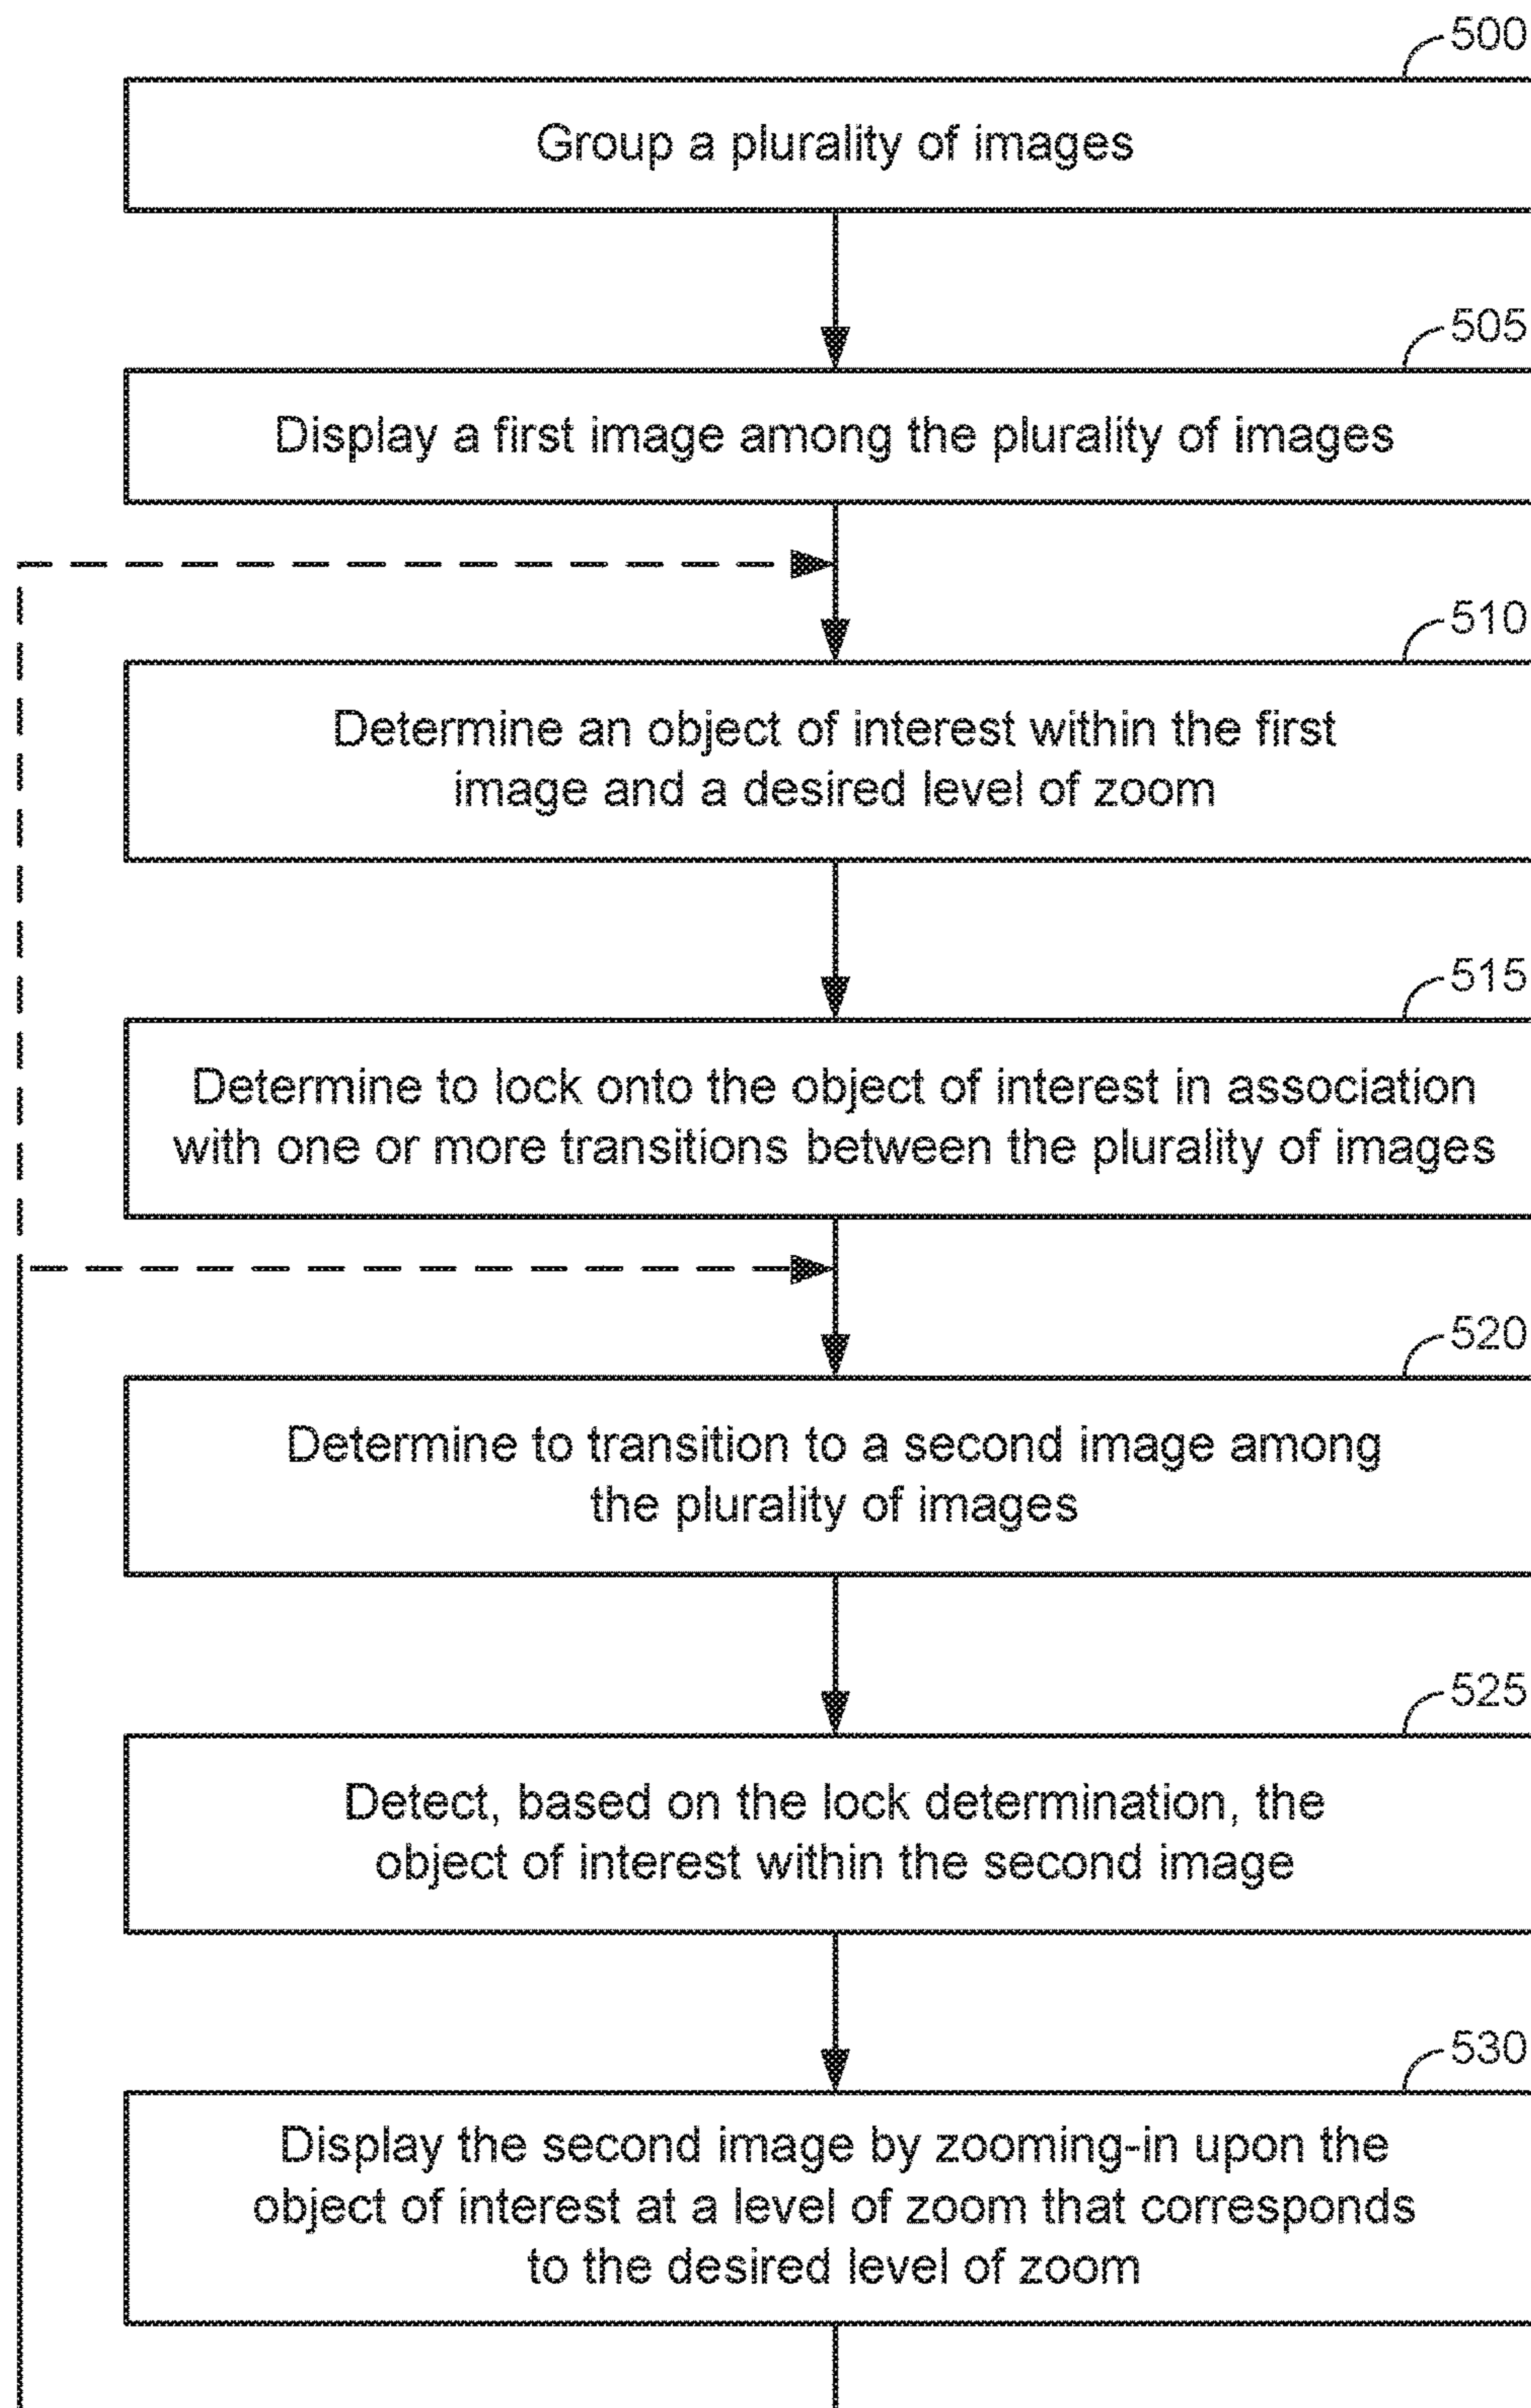 500
Group a plurality of images
505
Display a first image among the plurality of images
510
Determine an object of interest within the first
image and a desired level of zoom
515
Determine to lock onto the object of interest in association
with one or more transitions between the plurality of images
520
Determine to transition to a second image among
the plurality of images
525
Detect, based on the lock determination, the
object of interest within the second image
530
Display the second image by zooming-in upon the
object of interest at a level of zoom that corresponds
to the desired level of zoom